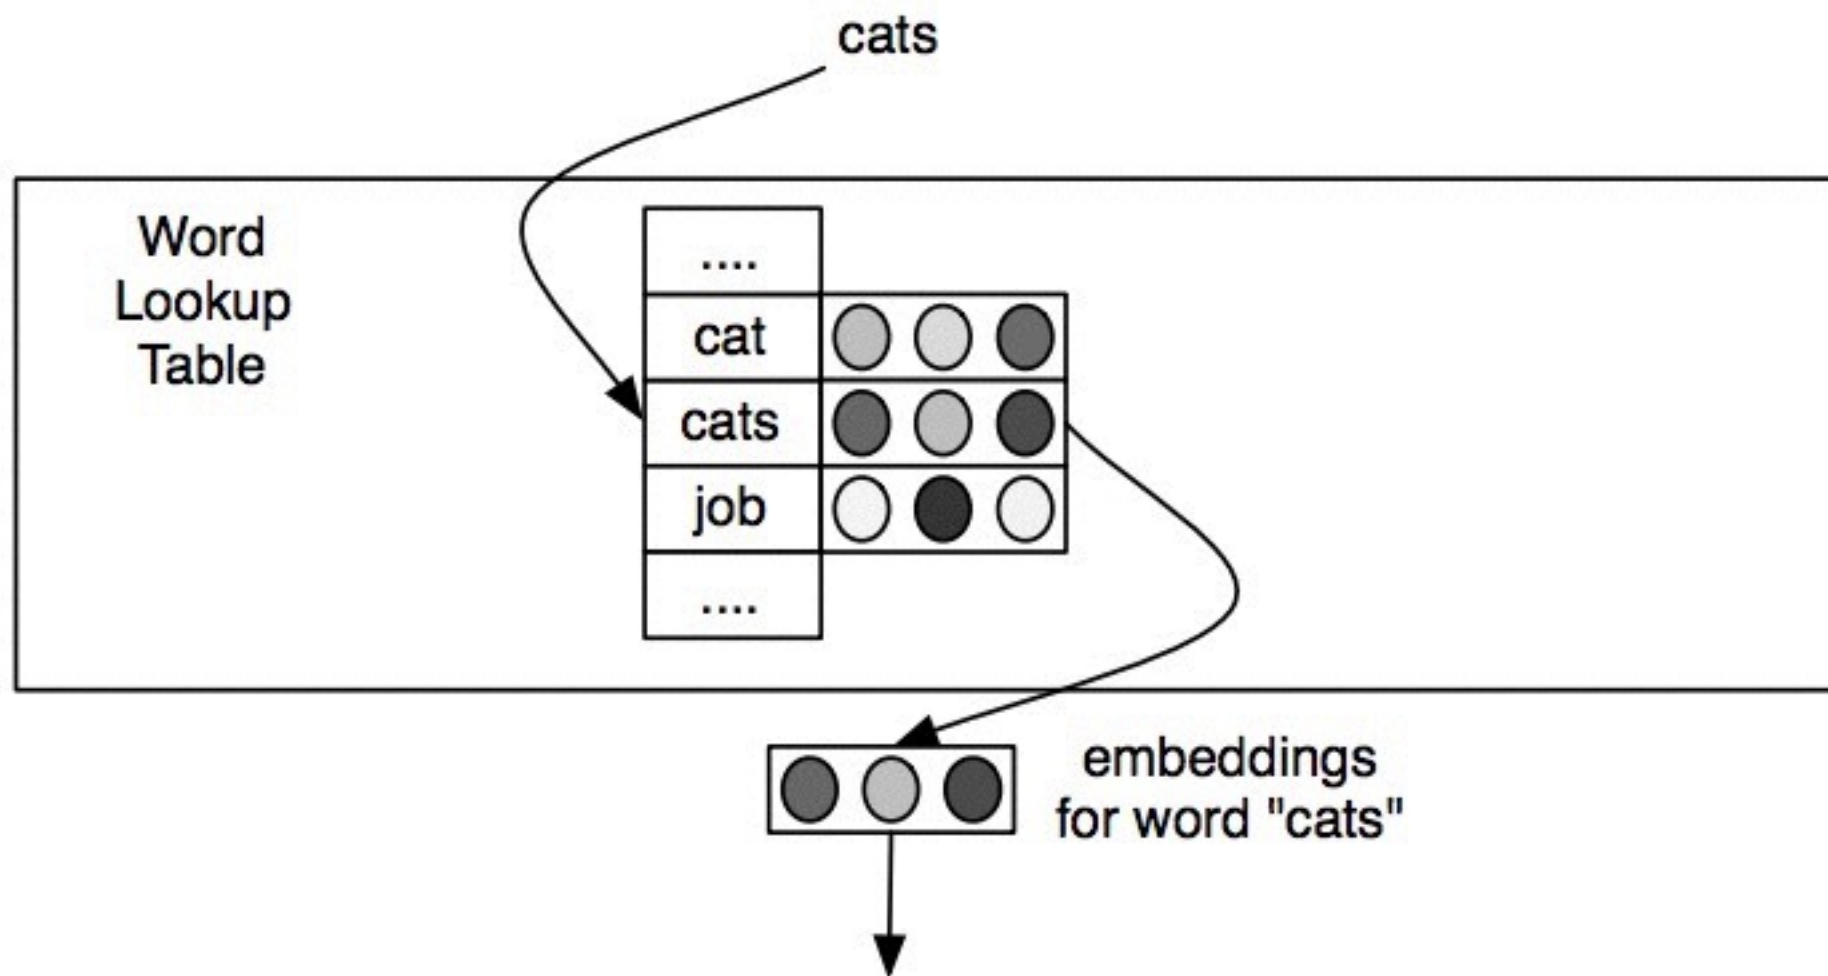 cats
Word
Lookup
Table
....
cat
cats
job
....
embeddings
for word "cats"